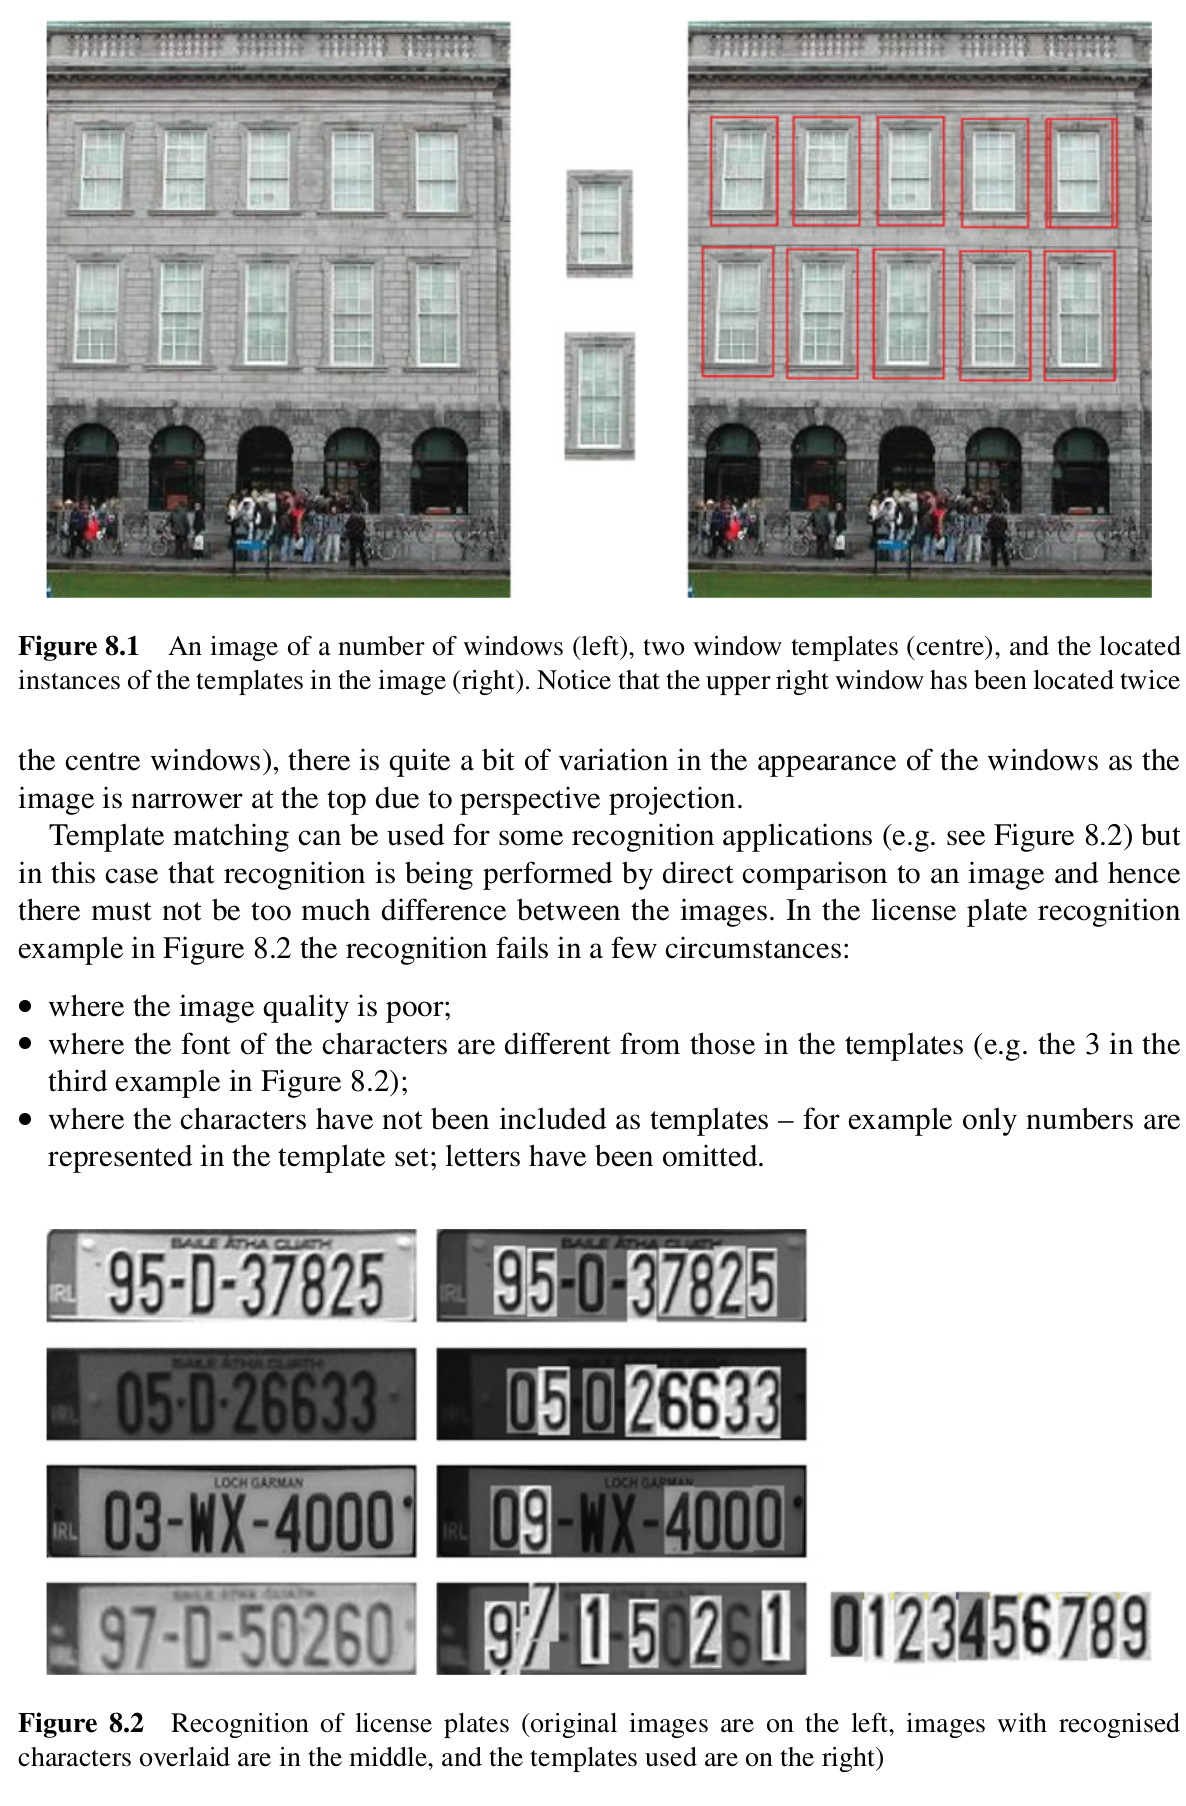 Figure 8.1 An image of a number of windows (left), two window templates (centre), and the located
instances of the templates in the image (right). Notice that the upper right window has been located twice
the centre windows), there is quite a bit of variation in the appearance of the windows as the
image is narrower at the top due to perspective projection.
Template matching can be used for some recognition applications (e.g. see Figure 8.2) but
in this case that recognition is being performed by direct comparison to an image and hence
there must not be too much difference between the images. In the license plate recognition
example in Figure 8.2 the recognition fails in a few circumstances:
• where the image quality is poor;
• where the font of the characters are different from those in the templates (e.g. the 3 in the
third example in Figure 8.2);
• where the characters have not been included as templates – for example only numbers are
represented in the template set; letters have been omitted.
BAILE ÁTHA CLIATH
IRL 95-D-37825
BAILE ÁTHA CLIATH
IRL 95-0-37825
BAILE ÁTHA CLIATH
IRL 05-D-26633
05 0 26633
LOCH GARMAN
IRL 03-WX-4000
LOCH GARMAN
IRL 09-WX-4000
BAILE ÁTHA CLIATH
97-D-50260
97-1 50261
0123456789
Figure 8.2 Recognition of license plates (original images are on the left, images with recognised
characters overlaid are in the middle, and the templates used are on the right)